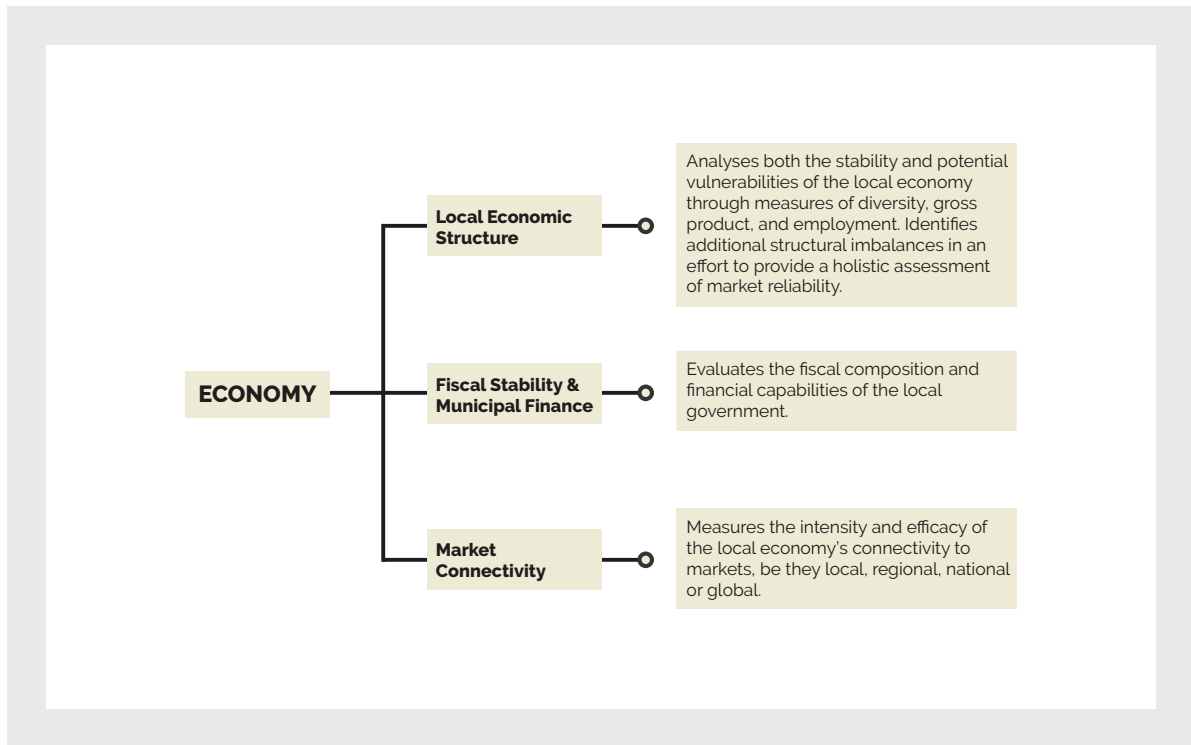 ECONOMY
Local Economic
Structure
Analyses both the stability and potential
vulnerabilities of the local economy
through measures of diversity, gross
product, and employment. Identifies
additional structural imbalances in an
effort to provide a holistic assessment
of market reliability.
Fiscal Stability &
Municipal Finance
Evaluates the fiscal composition and
financial capabilities of the local
government.
Market
Connectivity
Measures the intensity and efficacy of
the local economy's connectivity to
markets, be they local, regional, national
or global.